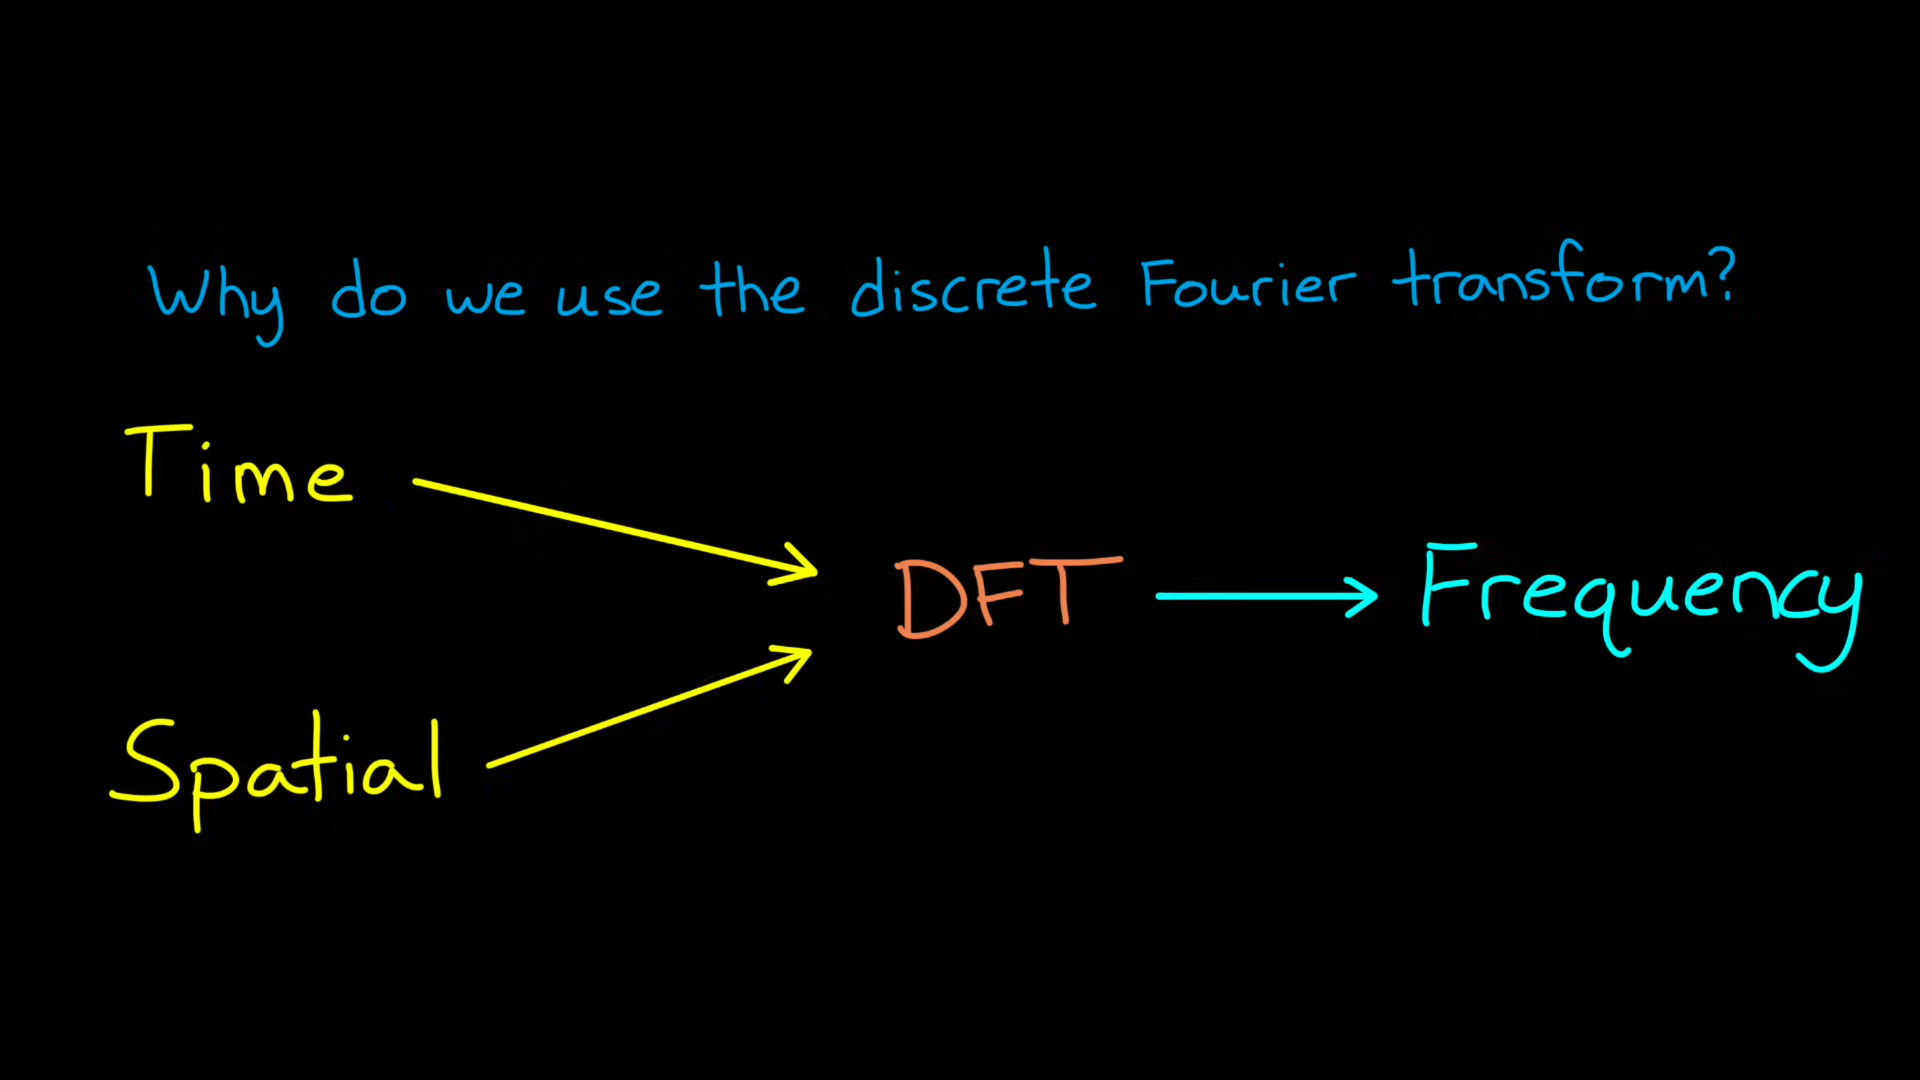 Why do we use the discrete Fourier transform?
Time
DFT
Frequency
Spatial